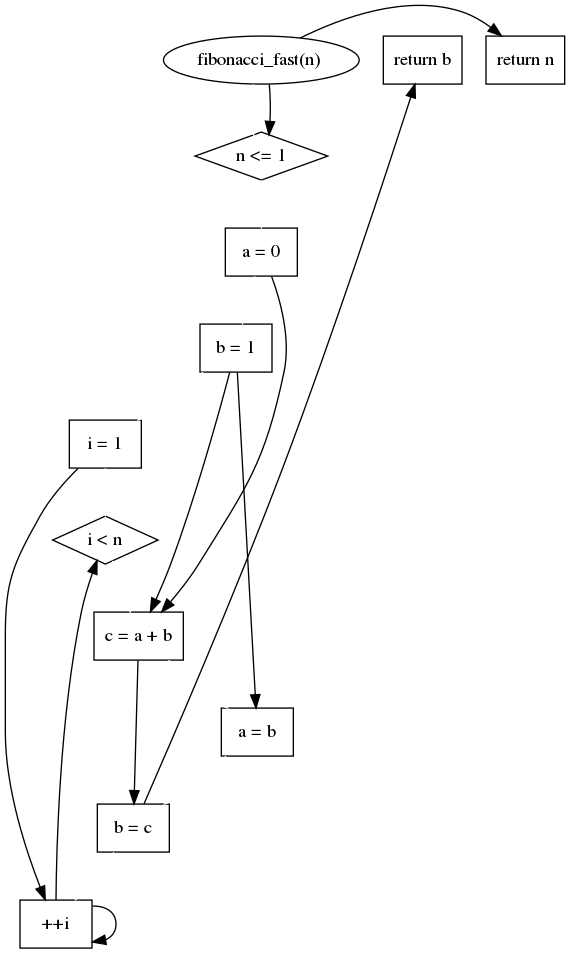 fibonacci_fast(n)
return b
return n
n <= 1
a = 0
b = 1
i = 1
i < n
c = a + b
a = b
b = c
++i